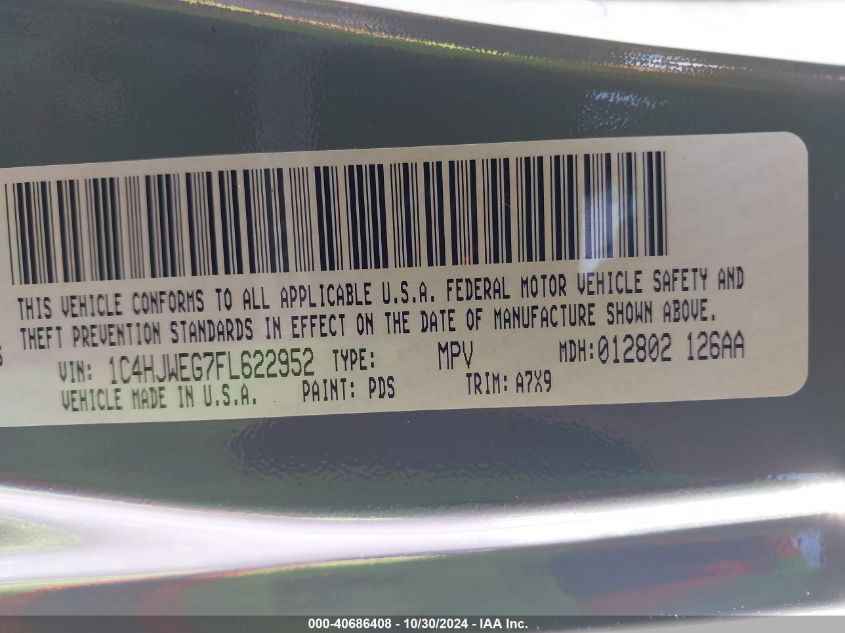 THIS VEHICLE CONFORMS TO ALL APPLICABLE U.S.A. FEDERAL MOTOR VEHICLE SAFETY AND
THEFT PREVENTION STANDARDS IN EFFECT ON THE DATE OF MANUFACTURE SHOWN ABOVE.
VIN: 1C4HJWEG7FL622952 TYPE: MPV MDH: 012802 126AA
VEHICLE MADE IN U.S.A. PAINT: PDS TRIM: A7X9
000-40686408 - 10/30/2024 - IAA Inc.